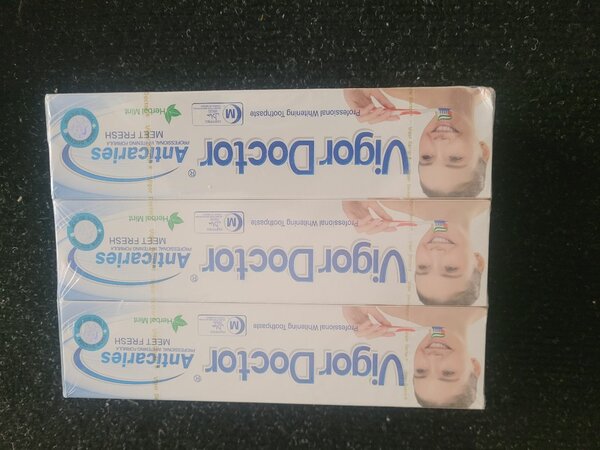 Vigor Doctor®
Professional Whitening Toothpaste
M
Herbal Mint
Anticaries
PROFESSIONAL WHITENING FORMULA
MEET FRESH
Vigor Doctor®
Professional Whitening Toothpaste
M
Herbal Mint
Anticaries
PROFESSIONAL WHITENING FORMULA
MEET FRESH
Vigor Doctor®
Professional Whitening Toothpaste
M
Herbal Mint
Anticaries
PROFESSIONAL WHITENING FORMULA
MEET FRESH